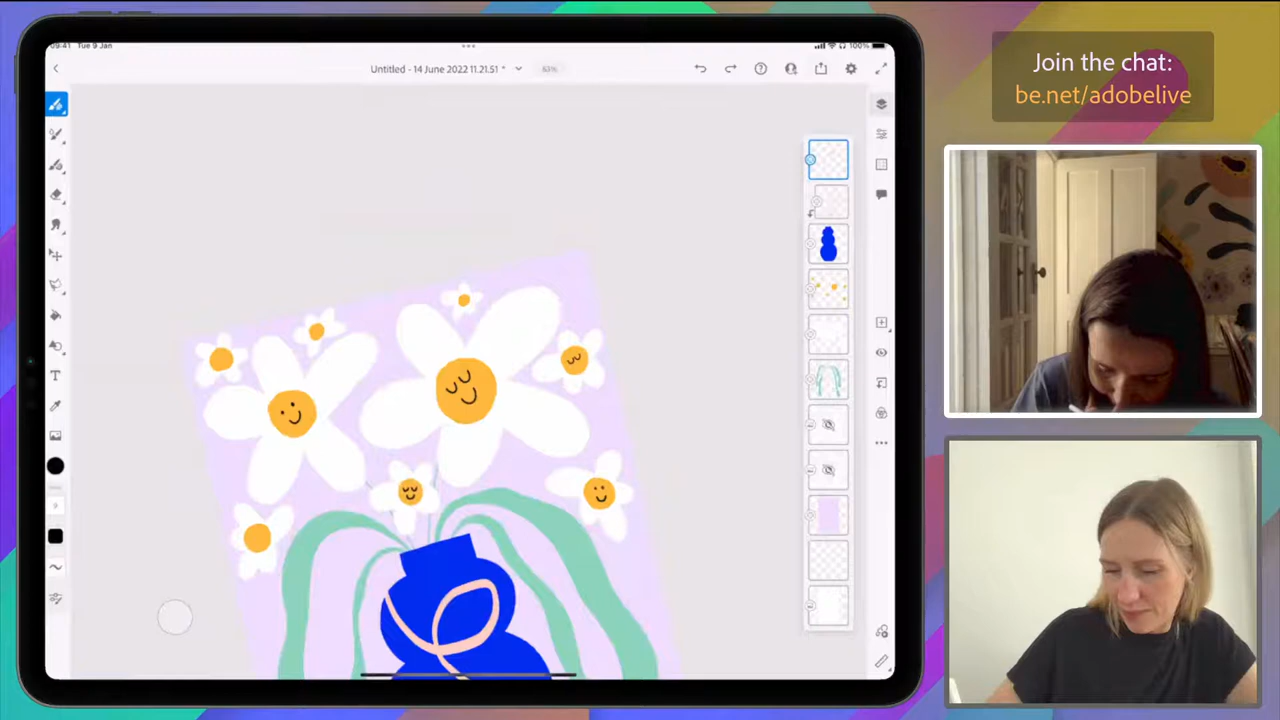 09:41 Tue 9 Jan
100%
Untitled - 14 June 2022 11.21.51 *
63%
Join the chat:
be.net/adobelive
T